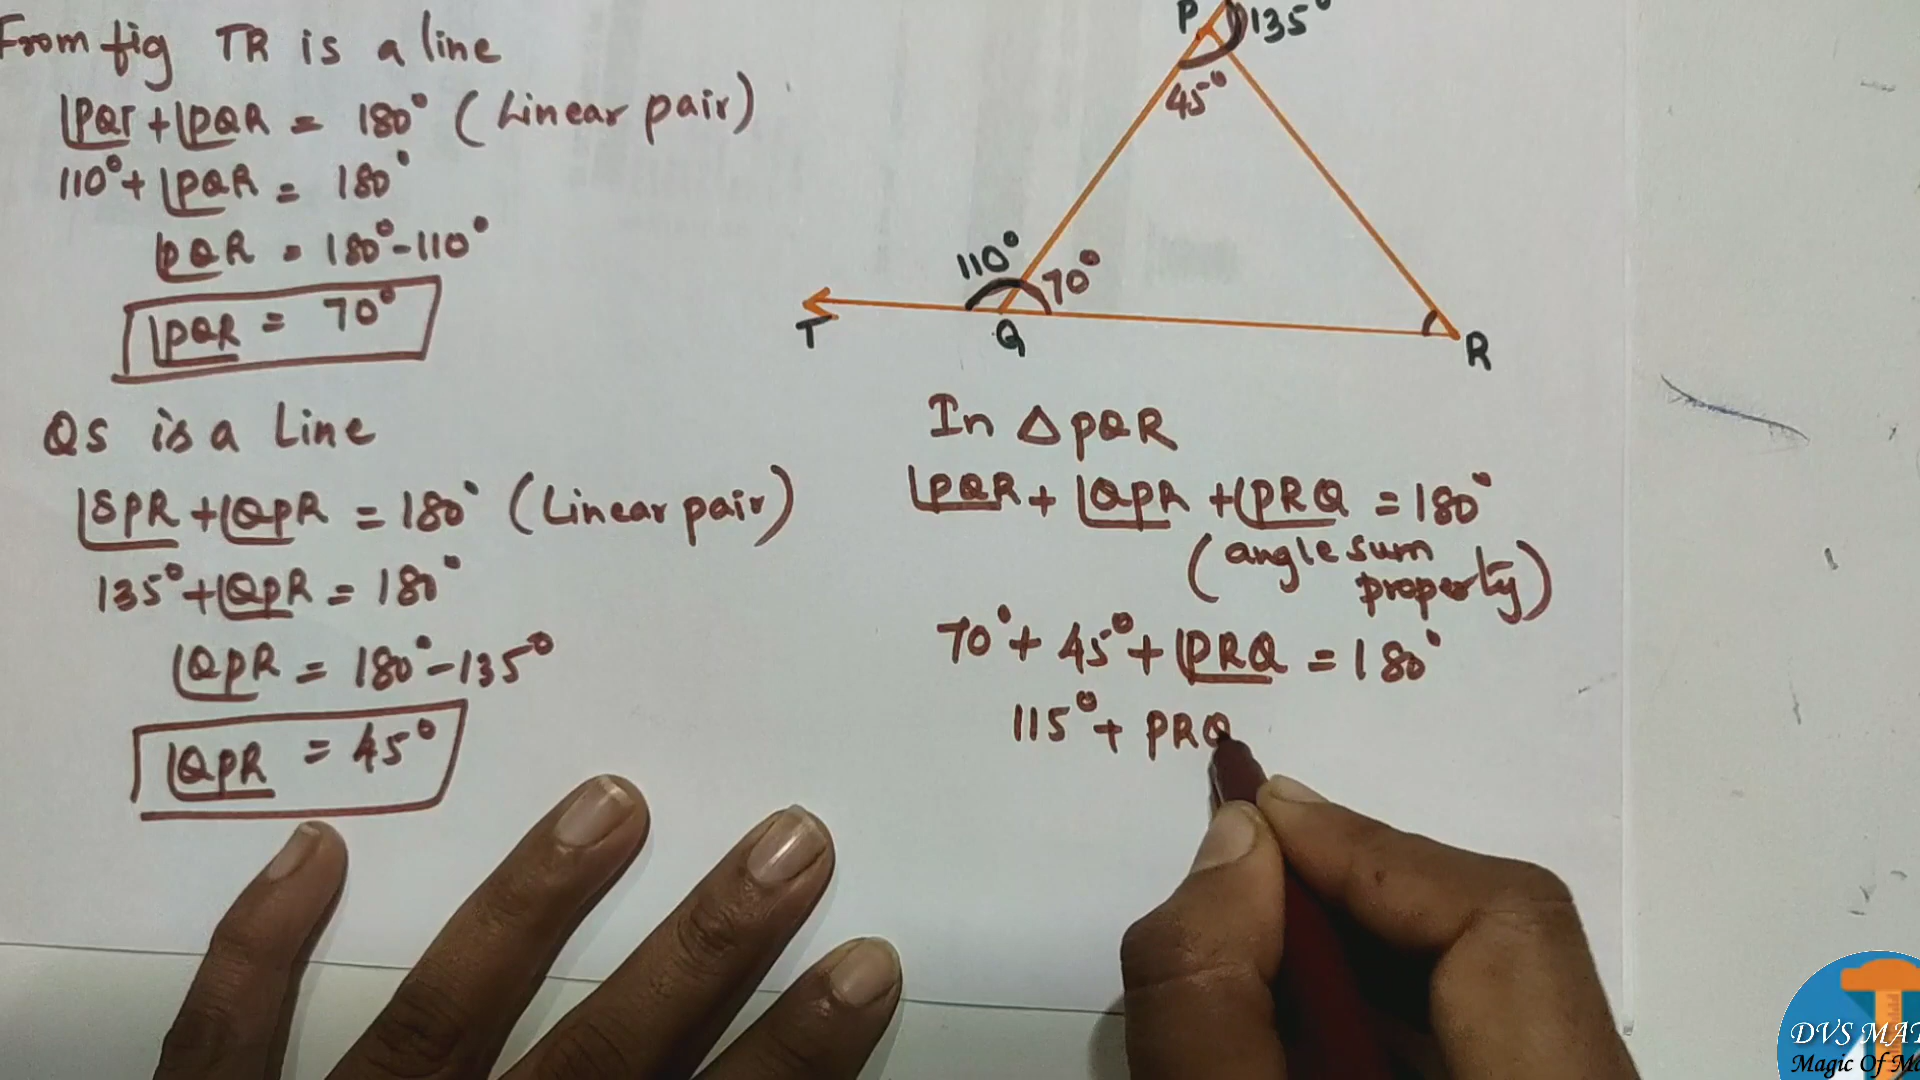 From fig TR is a line
∠PQT + ∠PQR = 180° (Linear pair)
110° + ∠PQR = 180°
∠PQR = 180° - 110°
∠PQR = 70°
QS is a Line
∠SPR + ∠QPR = 180° (Linear pair)
135° + ∠QPR = 180°
∠QPR = 180° - 135°
∠QPR = 45°
P 135°
45°
110° 70°
T Q R
In △PQR
∠PQR + ∠QPR + ∠PRQ = 180°
(angle sum
property)
70° + 45° + ∠PRQ = 180°
115° + PRQ
DVS MAT
Magic Of Ma